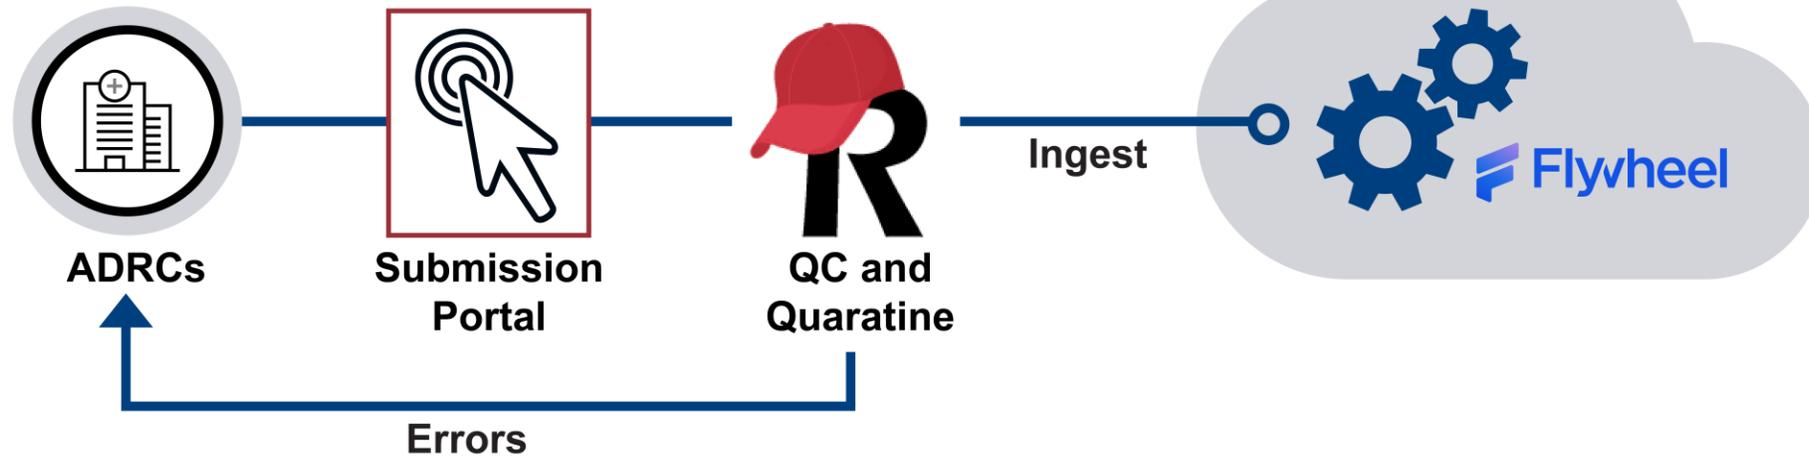 ADRCs
Submission
Portal
QC and
Quaratine
R
Ingest
Flywheel
Errors